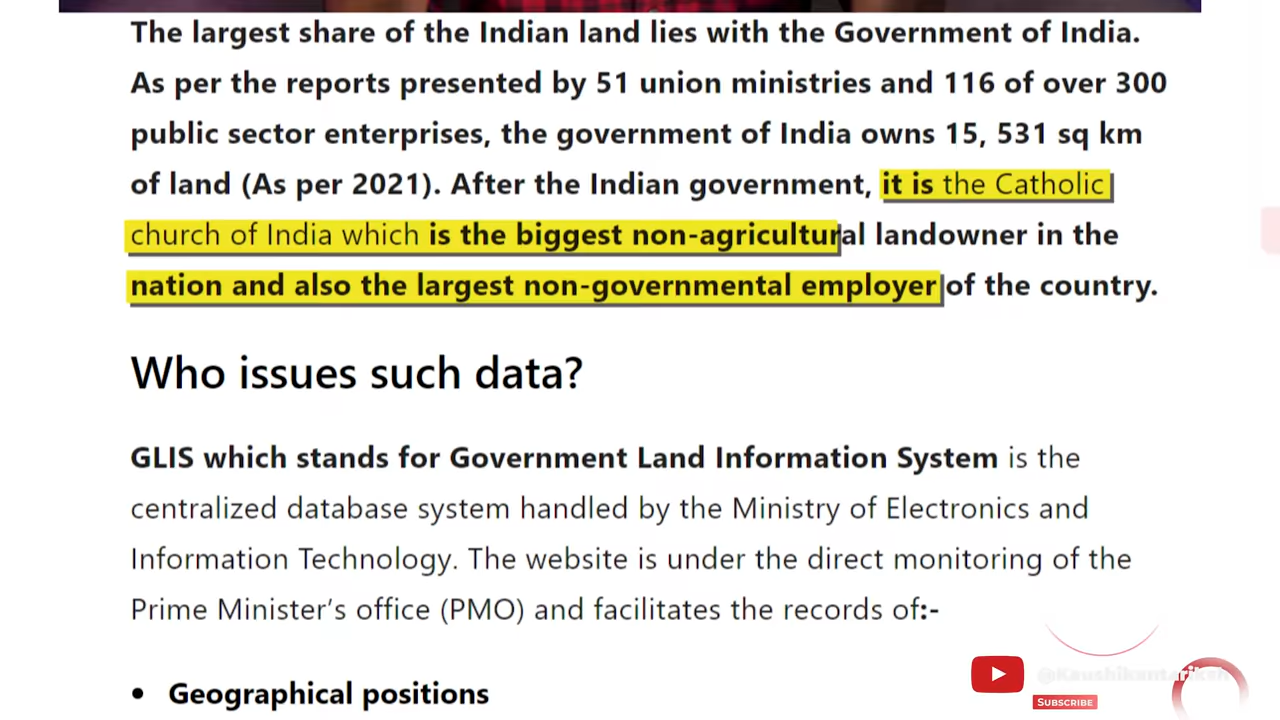 The largest share of the Indian land lies with the Government of India.
As per the reports presented by 51 union ministries and 116 of over 300
public sector enterprises, the government of India owns 15, 531 sq km
of land (As per 2021). After the Indian government, it is the Catholic
church of India which is the biggest non-agricultural landowner in the
nation and also the largest non-governmental employer of the country.
Who issues such data?
GLIS which stands for Government Land Information System is the
centralized database system handled by the Ministry of Electronics and
Information Technology. The website is under the direct monitoring of the
Prime Minister’s office (PMO) and facilitates the records of:-
• Geographical positions
SUBSCRIBE